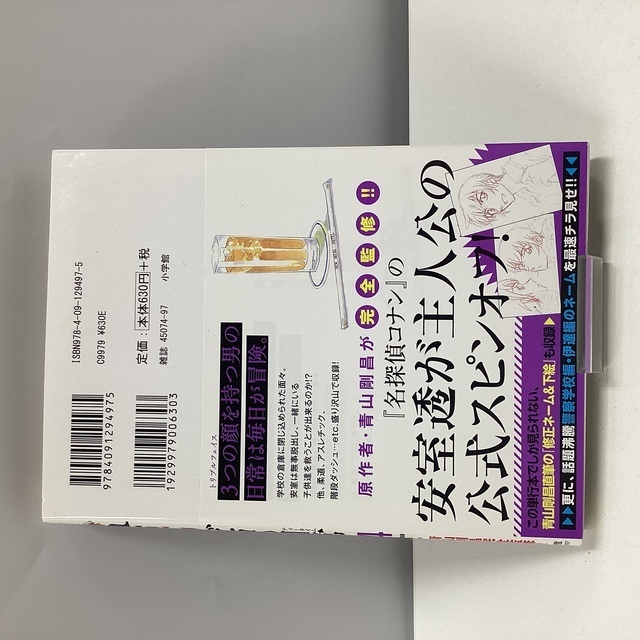 ISBN978-4-09-129497-5
C9979 ¥630E
定価：本体630円＋税
雑誌 45074-97 小学館
9784091294975
1929979006303
トリプルフェイス
3つの顔を持つ男の
日常は毎日が冒険。
学校の倉庫に閉じ込められた面々。
安室は無事脱出し、一緒にいる
子供達を救うことが出来るのか!?
他、柔道、アスレチック、
階段ダッシュ…etc.盛り沢山で収録!
原作者・青山剛昌が完全監修!!
『名探偵コナン』の
安室透が主人公の
公式スピンオフ!
この単行本でしか見られない、
青山剛昌直筆の「修正ネーム&下絵」も収録▶
▶▶更に、話題沸騰警察学校編・伊達編のネームを最速チラ見せ!!◀◀
4